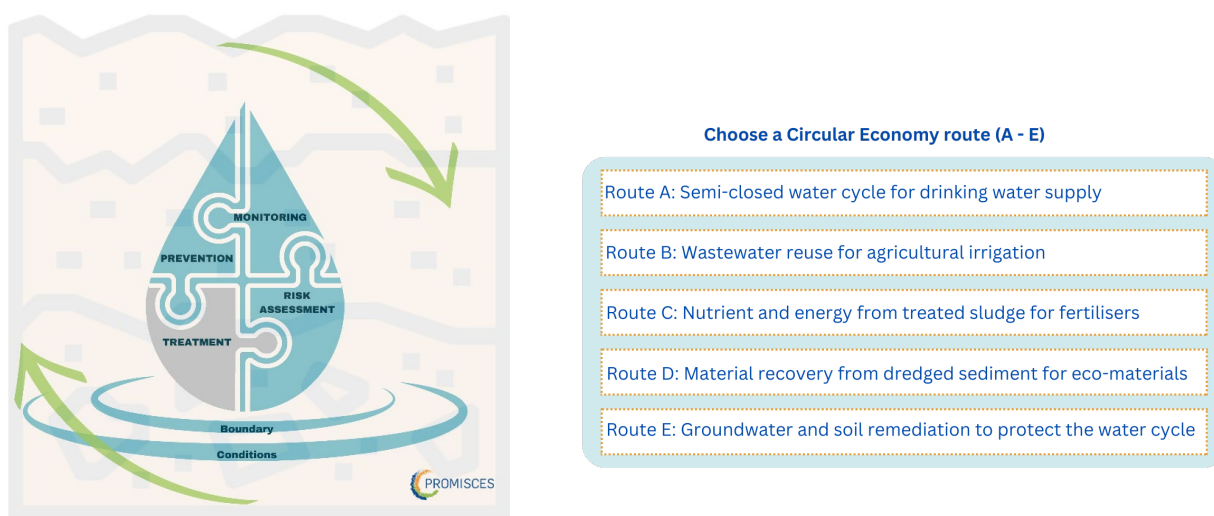 MONITORING
PREVENTION
RISK
ASSESSMENT
TREATMENT
Boundary
Conditions
PROMISCES
Choose a Circular Economy route (A - E)
Route A: Semi-closed water cycle for drinking water supply
Route B: Wastewater reuse for agricultural irrigation
Route C: Nutrient and energy from treated sludge for fertilisers
Route D: Material recovery from dredged sediment for eco-materials
Route E: Groundwater and soil remediation to protect the water cycle